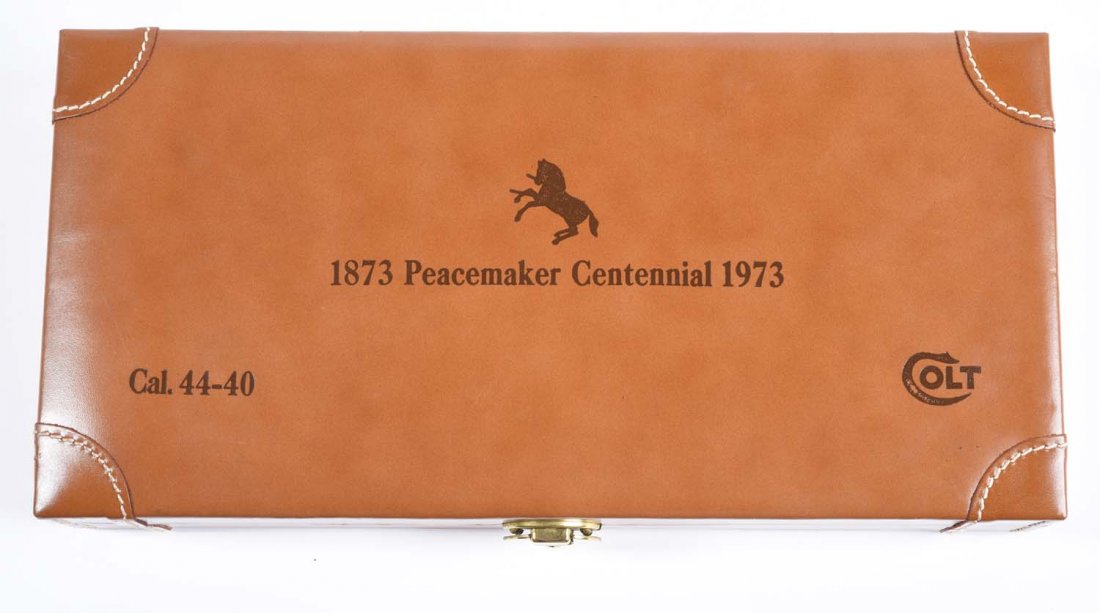 1873 Peacemaker Centennial 1973
Cal. 44-40
COLT